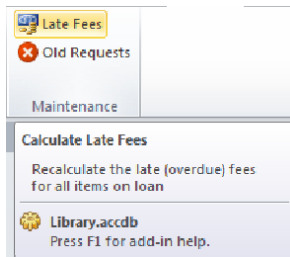 Late Fees
Old Requests
Maintenance
Calculate Late Fees
Recalculate the late (overdue) fees
for all items on loan
Library.accdb
Press F1 for add-in help.